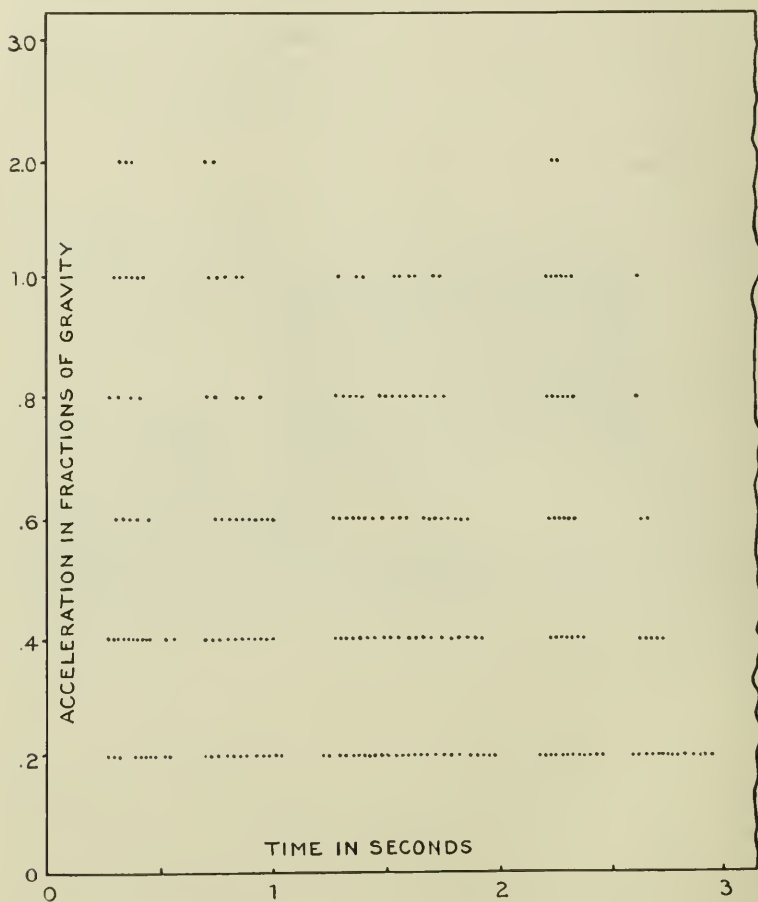 3.0
2.0
1.0
.8
.6
.4
.2
0
ACCELERATION IN FRACTIONS OF GRAVITY
TIME IN SECONDS
0 1 2 3